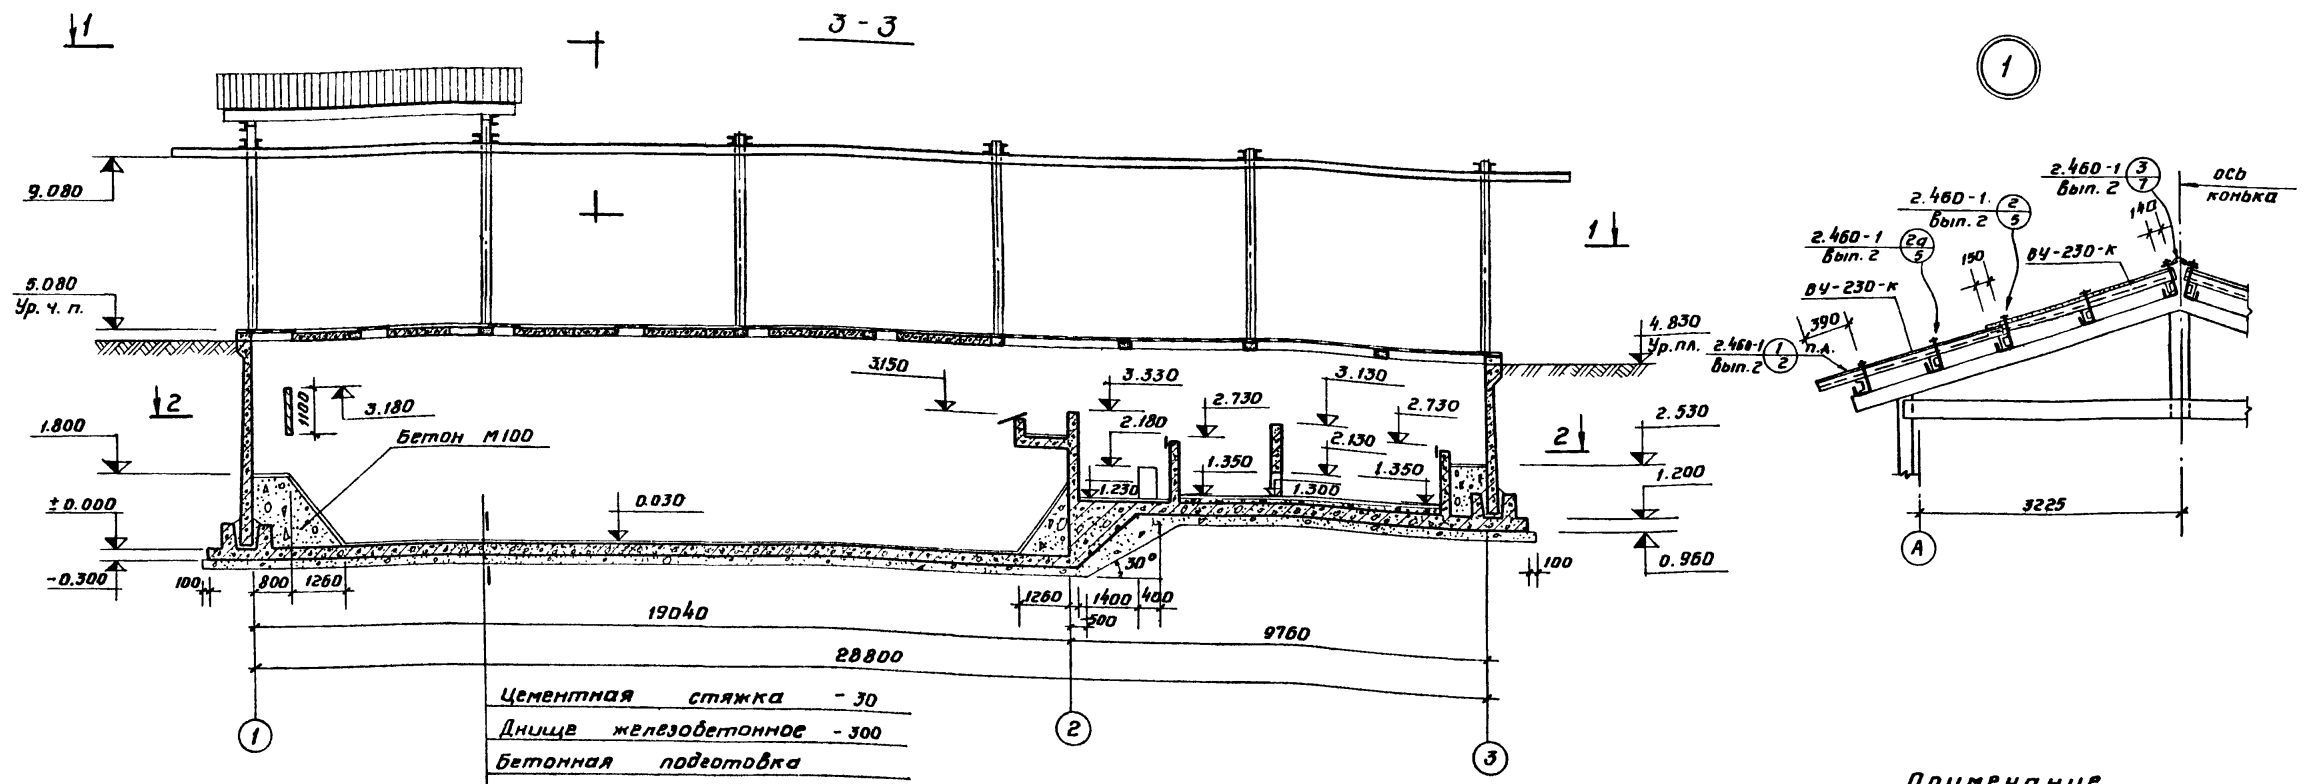 1
3 - 3
1
9.080
5.080
Ур. ч. п.
1
4.830
Ур. пл.
2
1100
3.180
3.150
3.330
3.130
2.730
2.730
2.180
2.130
2
2.530
1.800
Бетон М100
1.350
1.350
1.230
1.300
1.200
±0.000
0.030
-0.300
100
800
1260
30°
1260
1400
400
500
100
0.960
19040
9760
28800
Цементная стяжка - 30
Днище железобетонное - 300
Бетонная подготовка
1
2
3
2.460-1 3/7
вып. 2
ось
конька
2.460-1. 2/5
вып. 2
140
2.460-1 2а/5
вып. 2
150
ВУ-230-К
ВУ-230-К
390
2.460-1 1/2 п.А.
вып. 2
3225
А
Примечание